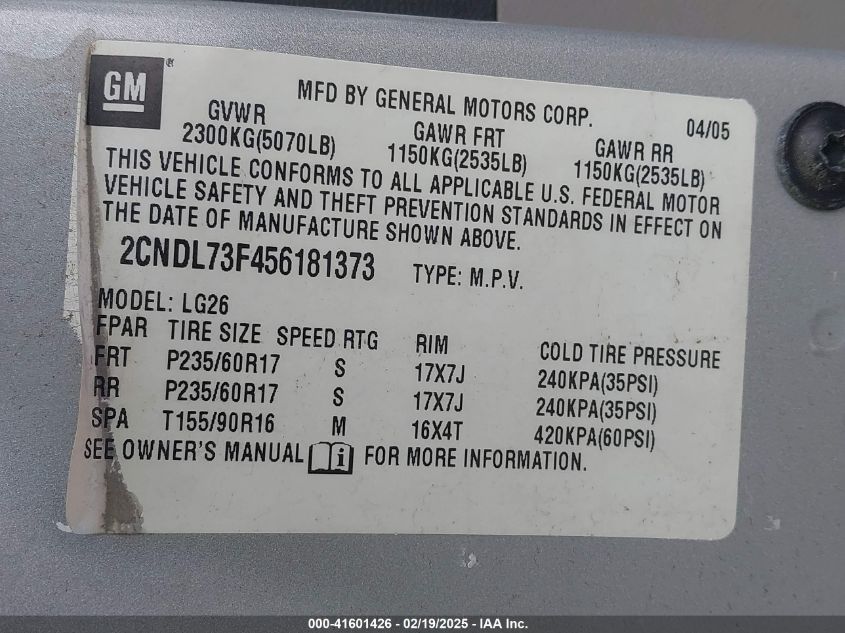 GM ®
MFD BY GENERAL MOTORS CORP. 04/05
GVWR GAWR FRT GAWR RR
2300KG(5070LB) 1150KG(2535LB) 1150KG(2535LB)
THIS VEHICLE CONFORMS TO ALL APPLICABLE U.S. FEDERAL MOTOR
VEHICLE SAFETY AND THEFT PREVENTION STANDARDS IN EFFECT ON
THE DATE OF MANUFACTURE SHOWN ABOVE.
2CNDL73F456181373 TYPE: M.P.V.
MODEL: LG26
FPAR TIRE SIZE SPEED RTG RIM COLD TIRE PRESSURE
FRT P235/60R17 S 17X7J 240KPA(35PSI)
RR P235/60R17 S 17X7J 240KPA(35PSI)
SPA T155/90R16 M 16X4T 420KPA(60PSI)
SEE OWNER'S MANUAL i FOR MORE INFORMATION.
000-41601426 - 02/19/2025 - IAA Inc.